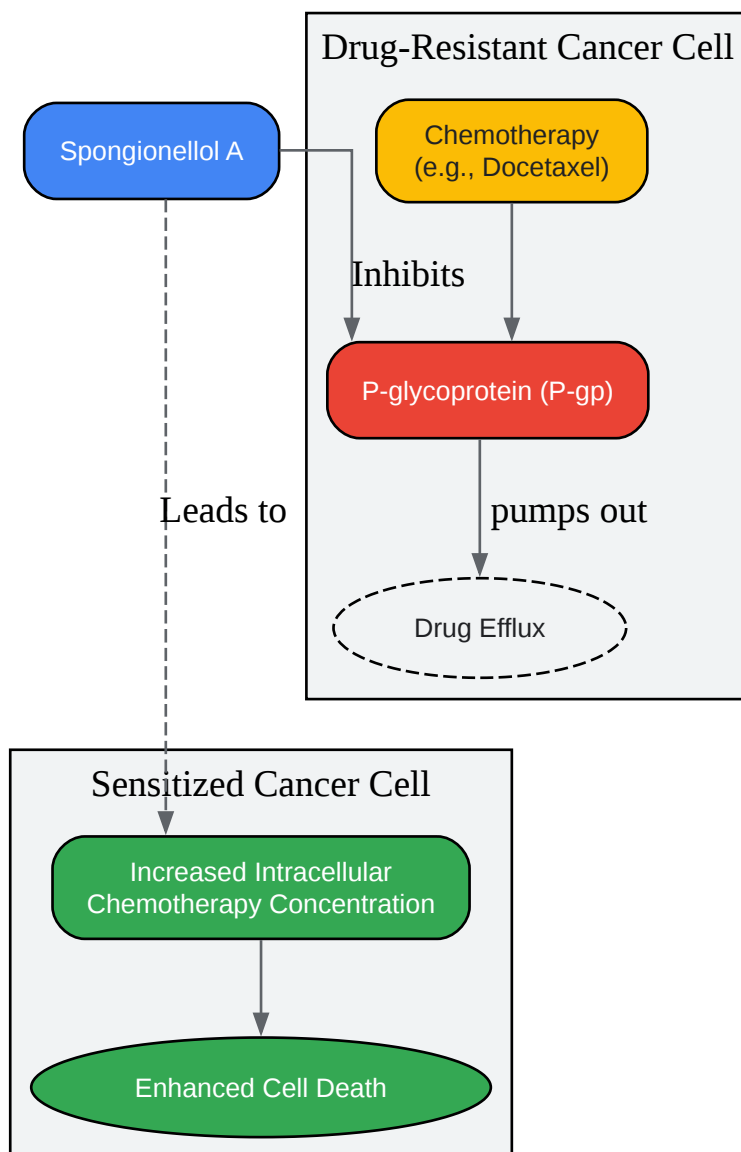 Drug-Resistant Cancer Cell
Spongionellol A
Chemotherapy
(e.g., Docetaxel)
Inhibits
P-glycoprotein (P-gp)
Leads to
pumps out
Drug Efflux
Sensitized Cancer Cell
Increased Intracellular
Chemotherapy Concentration
Enhanced Cell Death